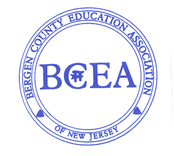 BERGEN COUNTY EDUCATION ASSOCIATION
BCEA
OF NEW JERSEY